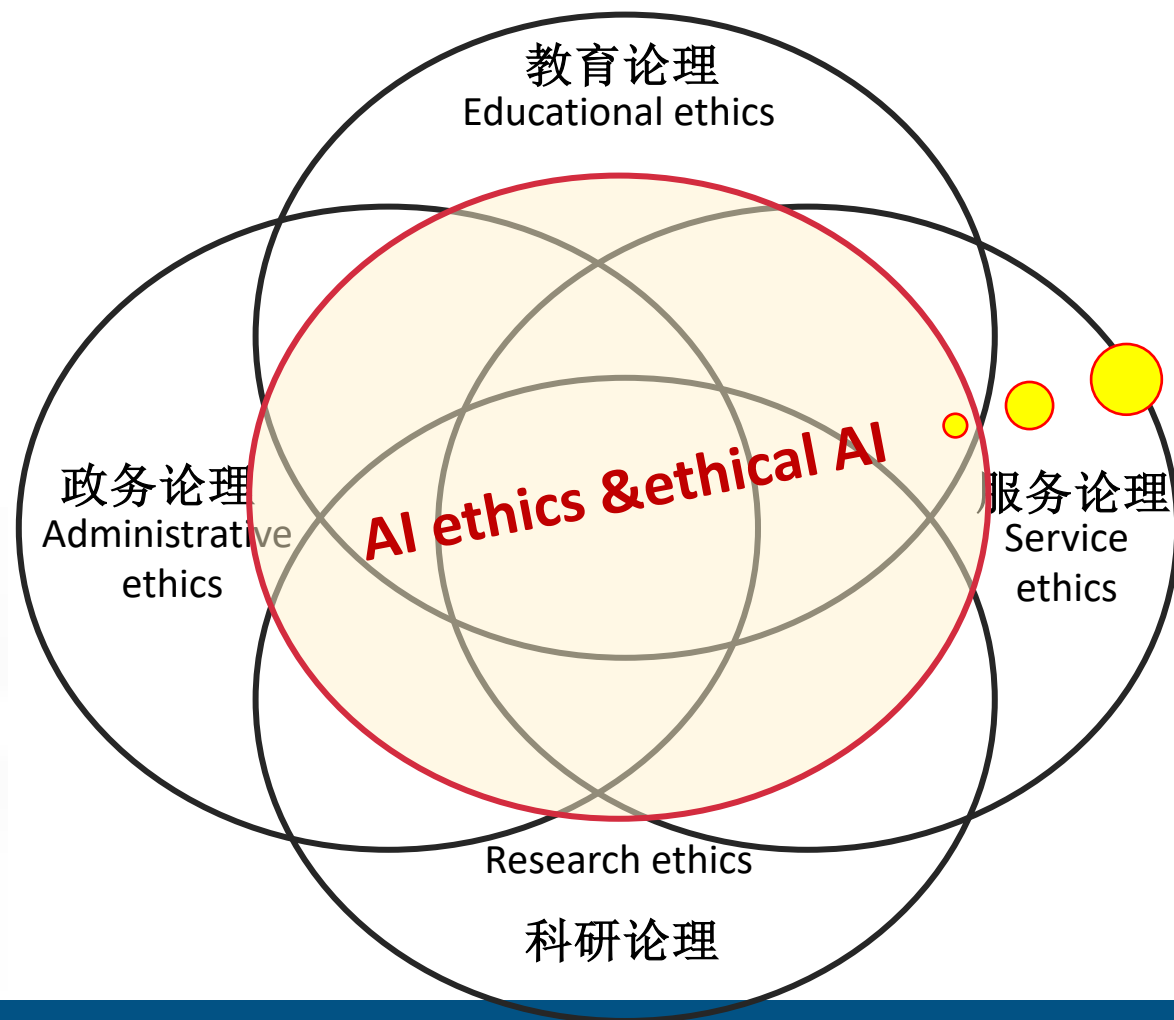 教育论理
Educational ethics
AI ethics &ethical AI
政务论理
Administrative
ethics
服务论理
Service
ethics
Research ethics
科研论理